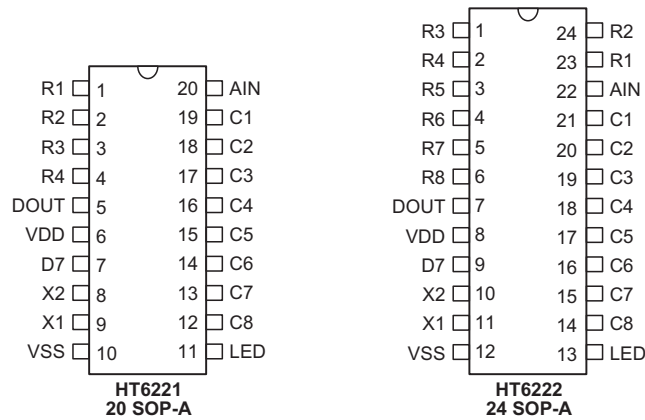 R1 1 20 AIN
R2 2 19 C1
R3 3 18 C2
R4 4 17 C3
DOUT 5 16 C4
VDD 6 15 C5
D7 7 14 C6
X2 8 13 C7
X1 9 12 C8
VSS 10 11 LED
HT6221
20 SOP-A
R3 1 24 R2
R4 2 23 R1
R5 3 22 AIN
R6 4 21 C1
R7 5 20 C2
R8 6 19 C3
DOUT 7 18 C4
VDD 8 17 C5
D7 9 16 C6
X2 10 15 C7
X1 11 14 C8
VSS 12 13 LED
HT6222
24 SOP-A